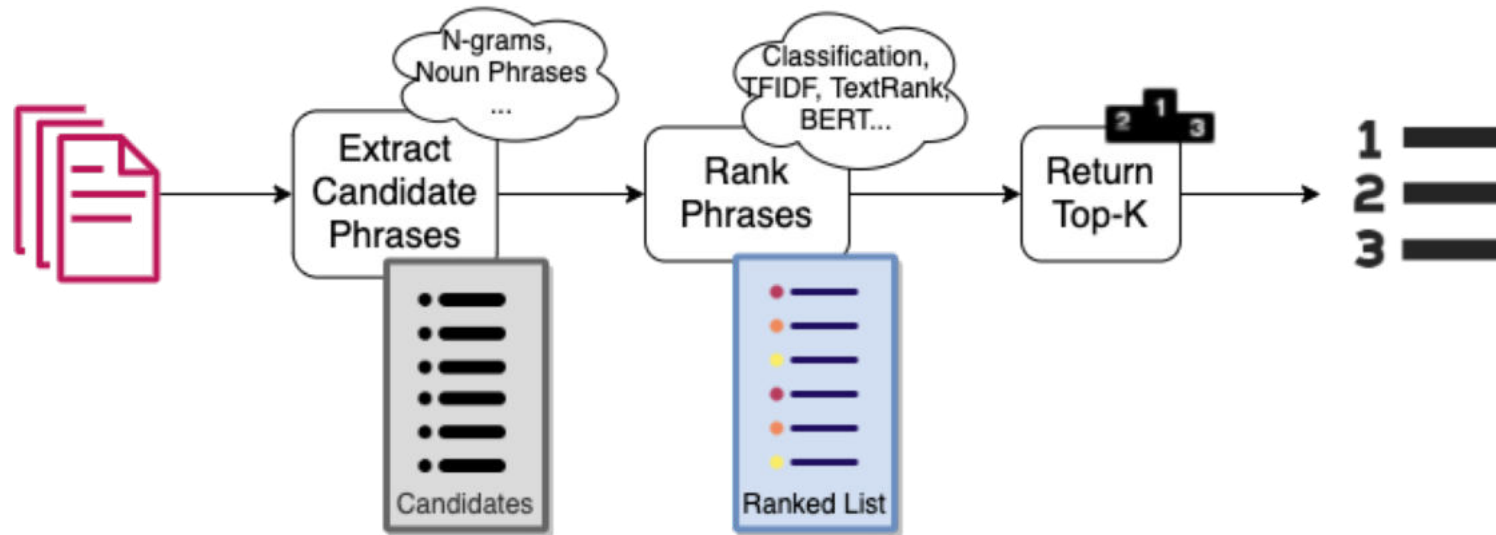 N-grams,
Noun Phrases
...
Extract
Candidate
Phrases
Candidates
Classification,
TFIDF, TextRank,
BERT...
Rank
Phrases
Ranked List
2 1 3
Return
Top-K
1
2
3